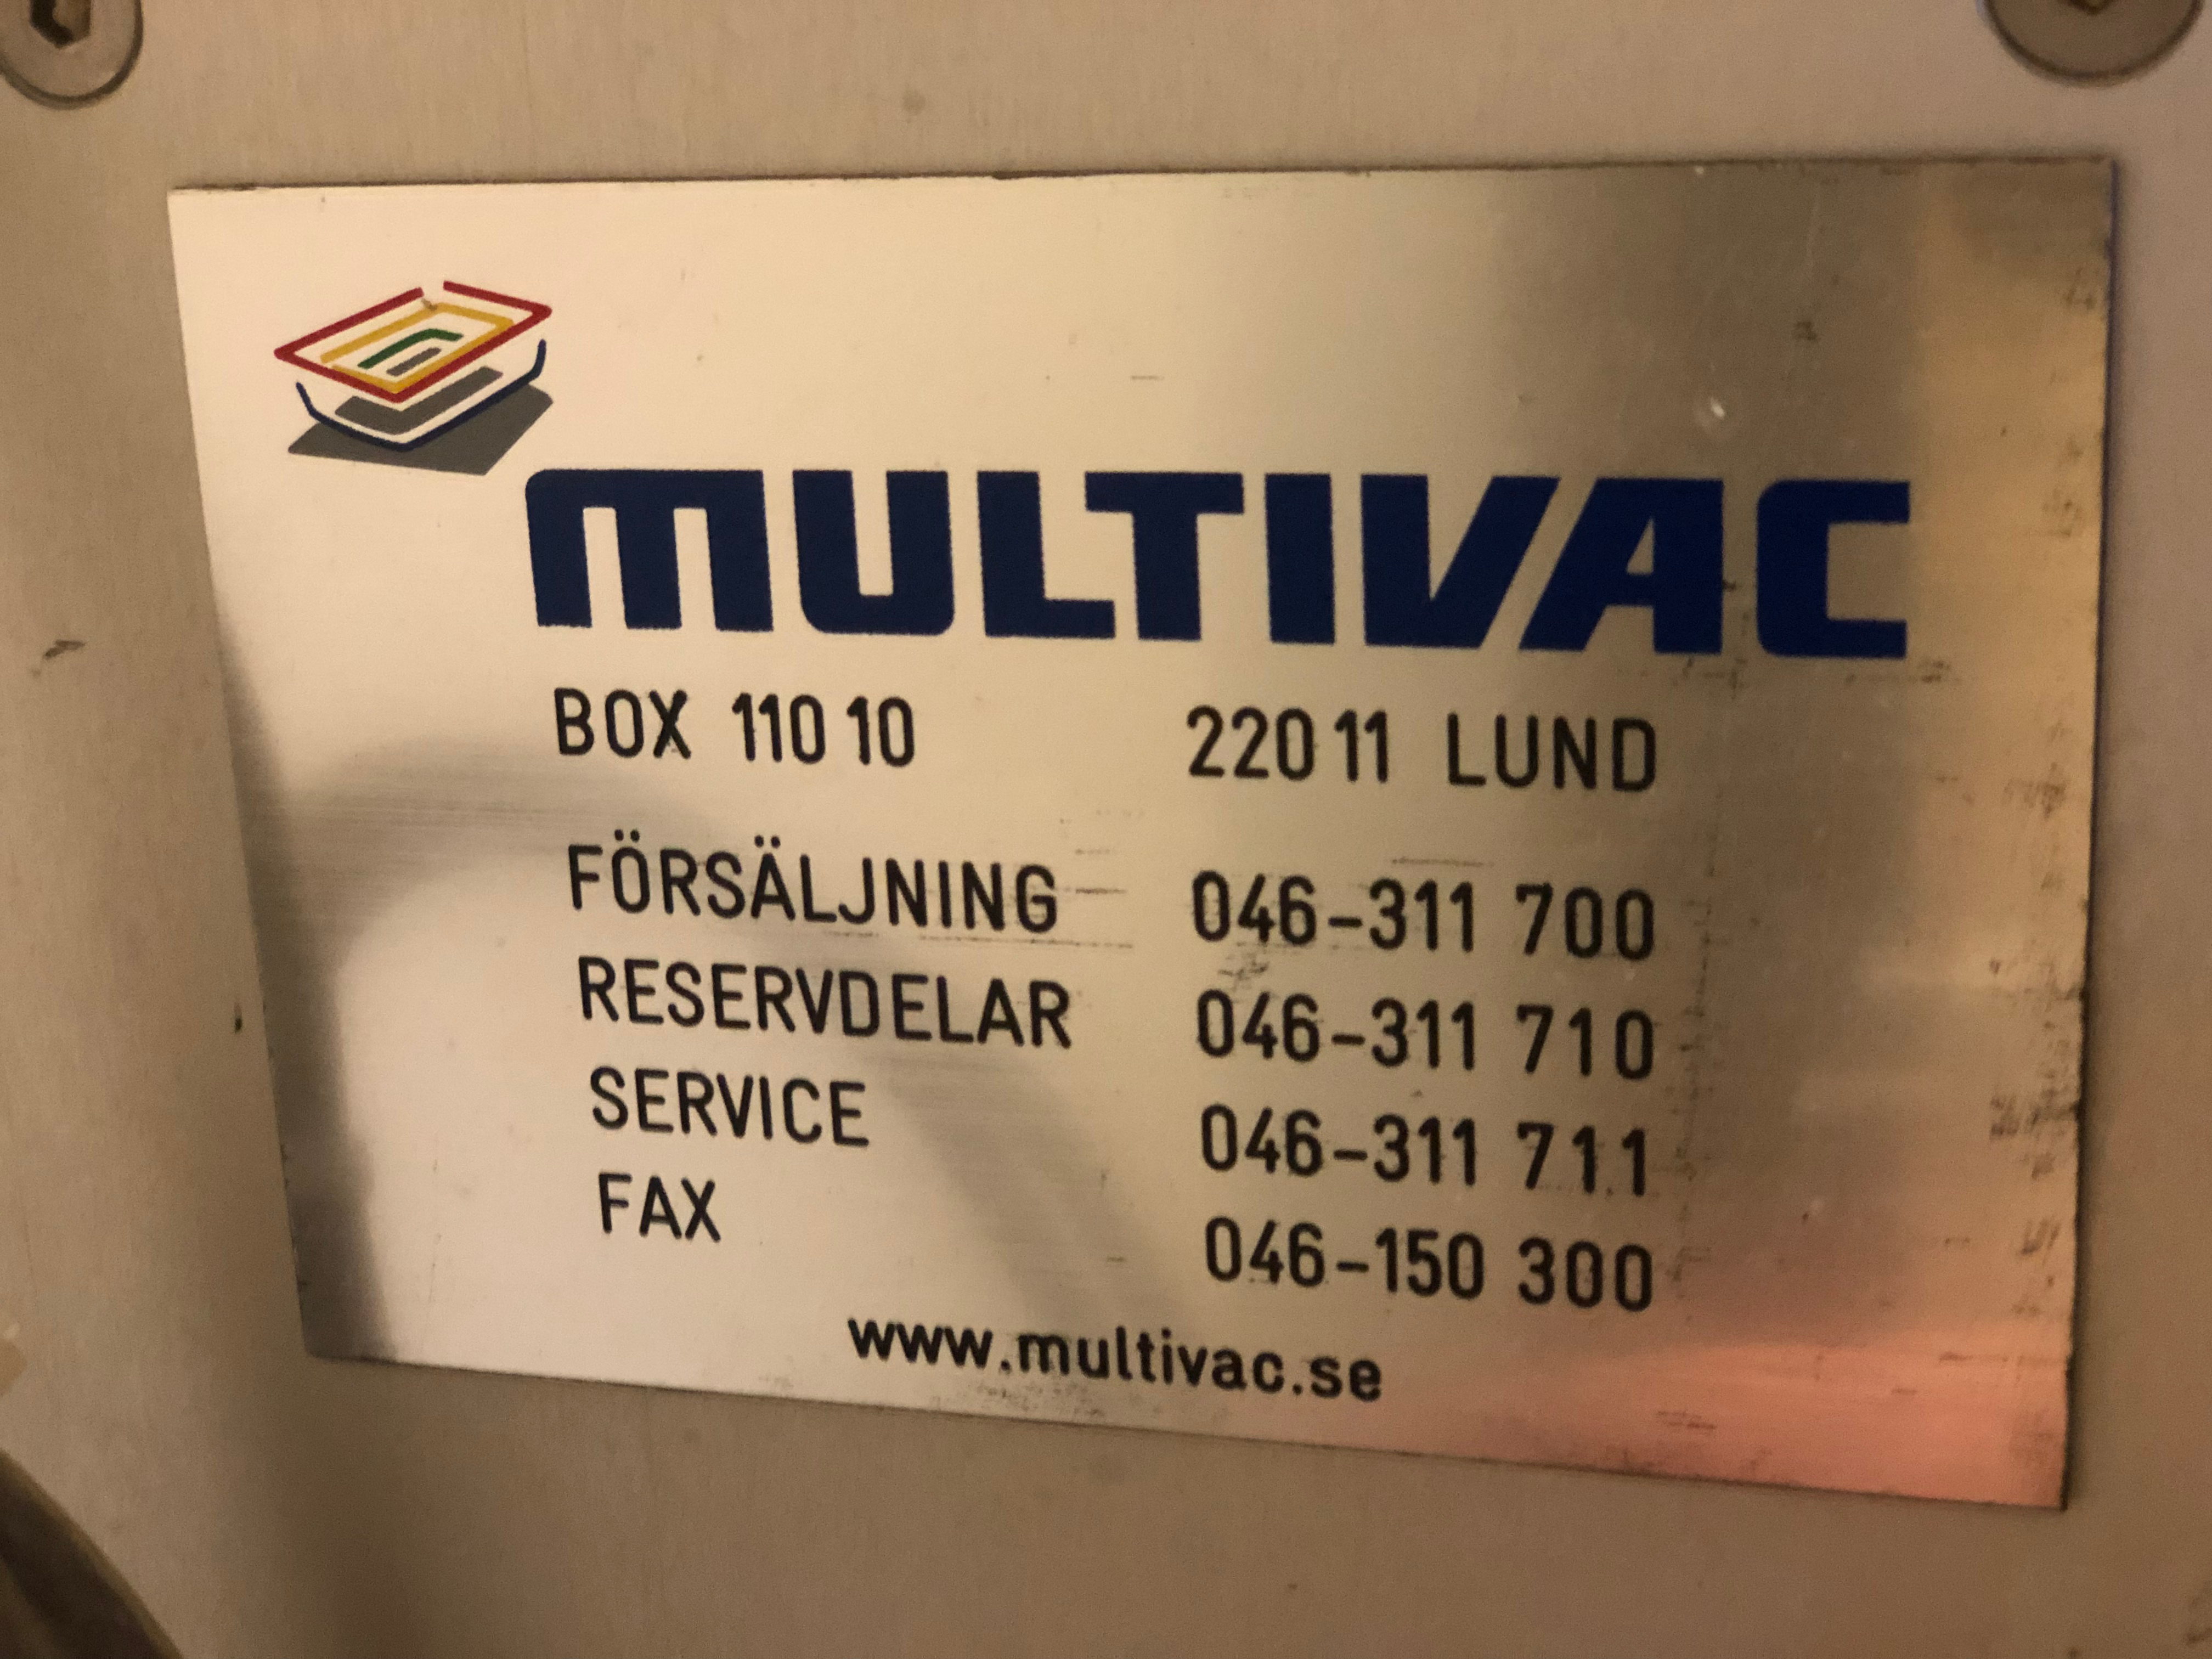 MULTIVAC
BOX 110 10 220 11 LUND
FÖRSÄLJNING 046-311 700
RESERVDELAR 046-311 710
SERVICE 046-311 711
FAX 046-150 300
www.multivac.se